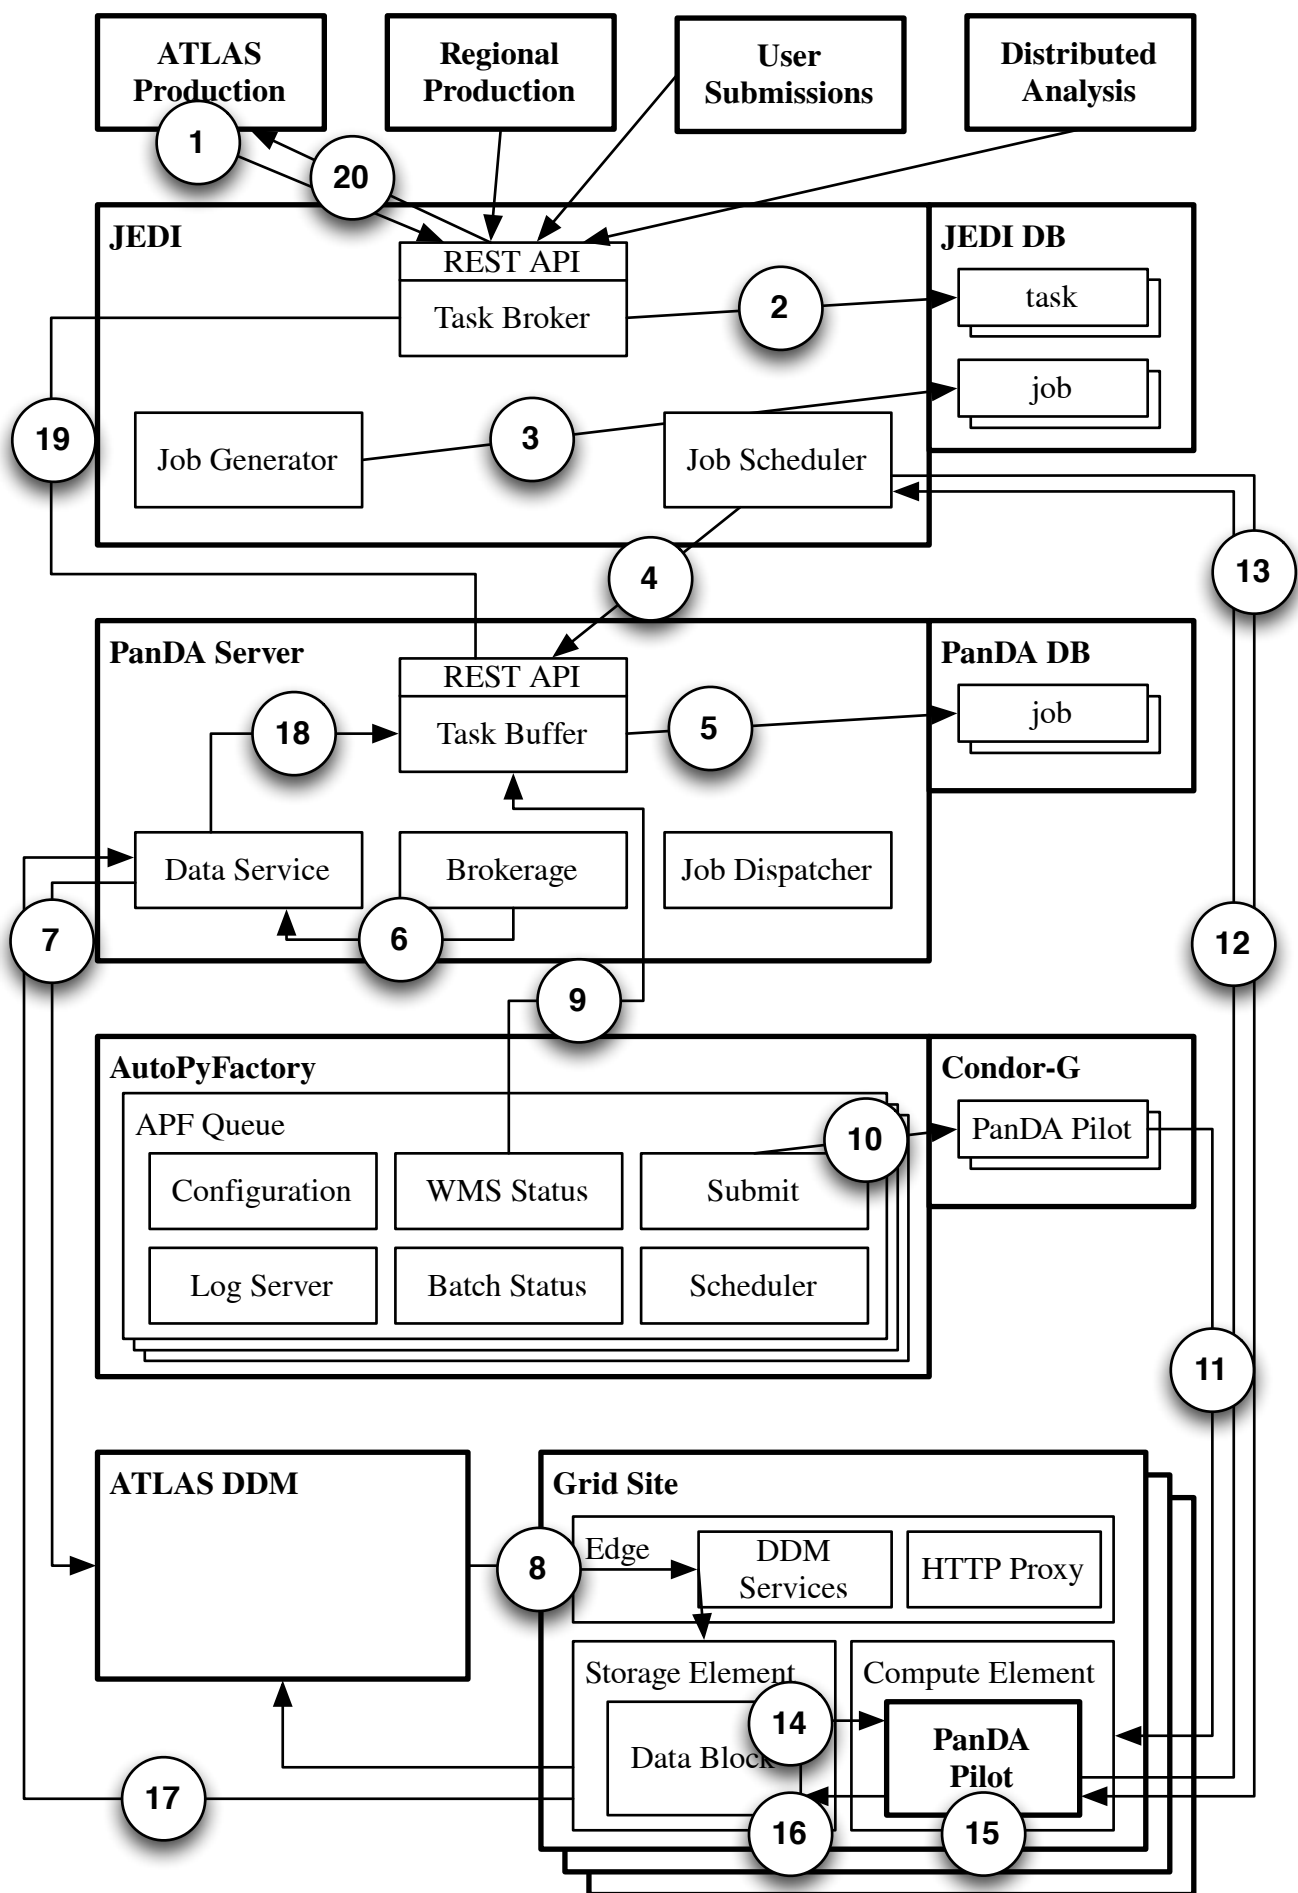 ATLAS
Production
Regional
Production
User
Submissions
Distributed
Analysis
1
20
JEDI
REST API
Task Broker
2
JEDI DB
task
job
19
Job Generator
3
Job Scheduler
4
13
PanDA Server
REST API
Task Buffer
18
5
PanDA DB
job
Data Service
Brokerage
Job Dispatcher
7
6
12
9
AutoPyFactory
APF Queue
Configuration
WMS Status
Submit
10
Condor-G
PanDA Pilot
Log Server
Batch Status
Scheduler
11
ATLAS DDM
Grid Site
8
Edge
DDM
Services
HTTP Proxy
Storage Element
Compute Element
14
Data Block
PanDA
Pilot
17
16
15